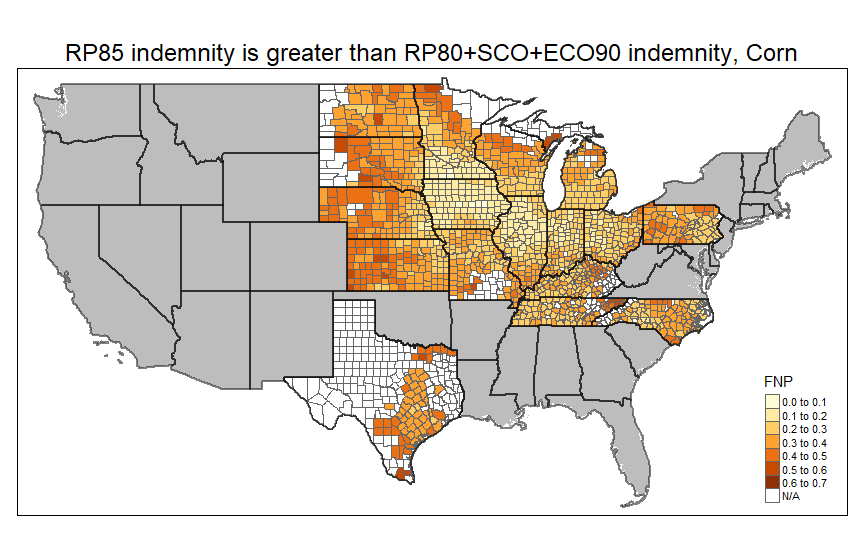 RP85 indemnity is greater than RP80+SCO+ECO90 indemnity, Corn
FNP
0.0 to 0.1
0.1 to 0.2
0.2 to 0.3
0.3 to 0.4
0.4 to 0.5
0.5 to 0.6
0.6 to 0.7
N/A